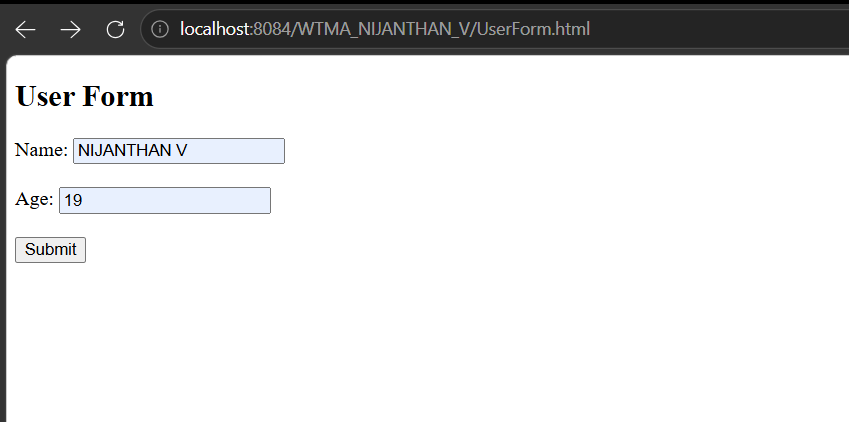 localhost:8084/WTMA_NIJANTHAN_V/UserForm.html
User Form
Name: NIJANTHAN V
Age: 19
Submit